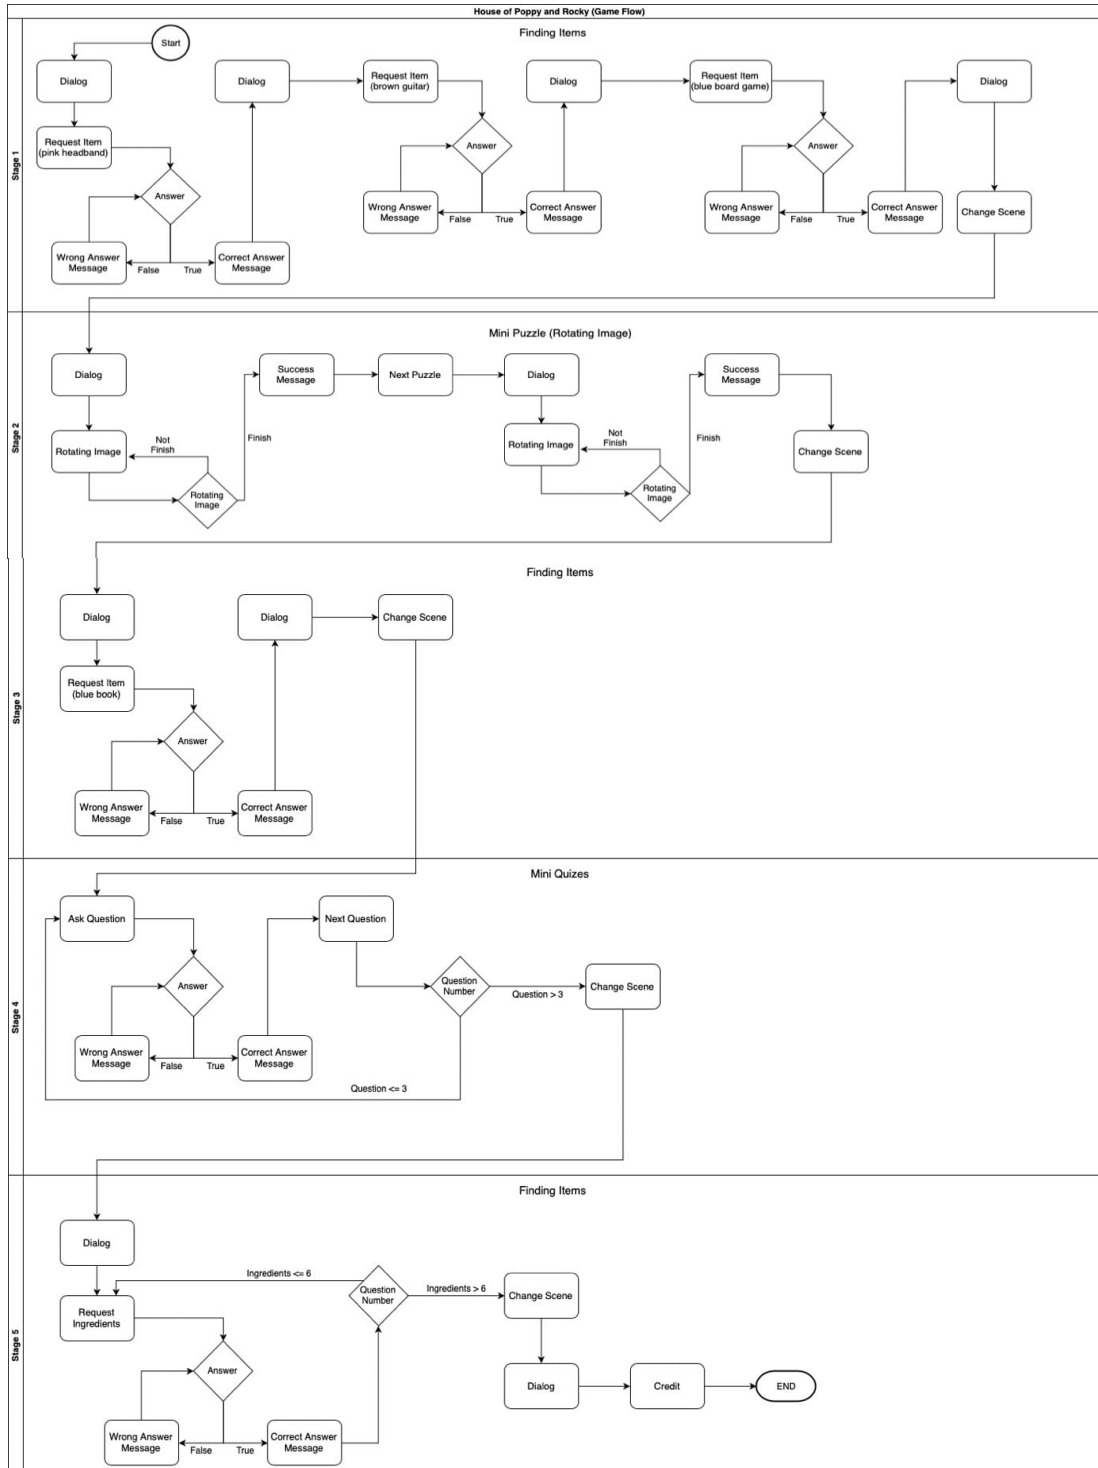 House of Poppy and Rocky (Game Flow)
Stage 1
Finding Items
Start
Dialog
Request Item
(pink headband)
Answer
Wrong Answer
Message
False
True
Correct Answer
Message
Dialog
Request Item
(brown guitar)
Answer
Wrong Answer
Message
False
True
Correct Answer
Message
Dialog
Request Item
(blue board game)
Answer
Wrong Answer
Message
False
True
Correct Answer
Message
Dialog
Change Scene
Stage 2
Mini Puzzle (Rotating Image)
Dialog
Rotating Image
Not
Finish
Rotating
Image
Finish
Success
Message
Next Puzzle
Dialog
Rotating Image
Not
Finish
Rotating
Image
Finish
Success
Message
Change Scene
Stage 3
Finding Items
Dialog
Request Item
(blue book)
Answer
Wrong Answer
Message
False
True
Correct Answer
Message
Dialog
Change Scene
Stage 4
Mini Quizes
Ask Question
Answer
Wrong Answer
Message
False
True
Correct Answer
Message
Next Question
Question
Number
Question > 3
Change Scene
Question <= 3
Stage 5
Finding Items
Dialog
Request
Ingredients
Answer
Wrong Answer
Message
False
True
Correct Answer
Message
Ingredients <= 6
Question
Number
Ingredients > 6
Change Scene
Dialog
Credit
END